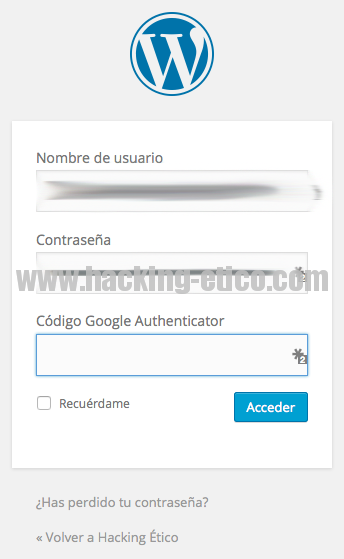 Nombre de usuario
Contraseña
www.hacking-etico.com
Código Google Authenticator
Recuérdame
Acceder
¿Has perdido tu contraseña?
« Volver a Hacking Ético